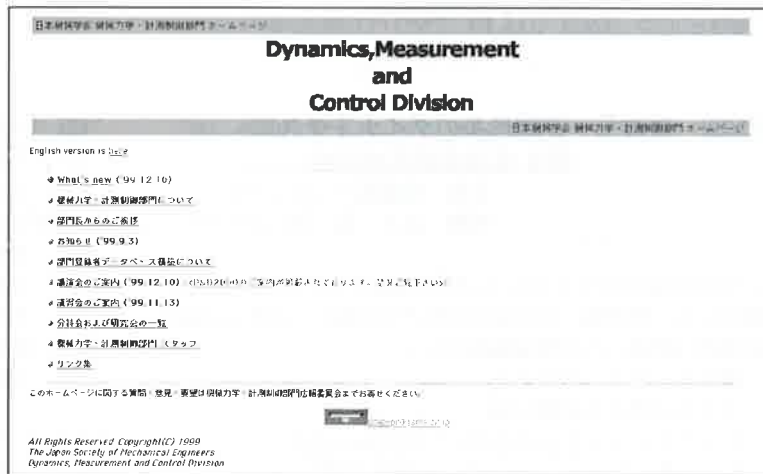 日本機械学会 機械力学・計測制御部門 ホームページ
Dynamics,Measurement
and
Control Division
日本機械学会 機械力学・計測制御部門 ホームページ
English version is here
What's new ('99.12.10)
機械力学・計測制御部門について
部門長からのご挨拶
お知らせ ('99.9.3)
部門登録者データベース構築について
講演会のご案内 ('99.12.10)
講習会のご案内 ('99.11.13)
分科会および研究会の一覧
機械力学・計測制御部門 スタッフ
リンク集
このホームページに関する質問・意見・要望は機械力学・計測制御部門広報委員会までお寄せください。
All Rights Reserved Copyright(C) 1999
The Japan Society of Mechanical Engineers
Dynamics, Measurement and Control Division